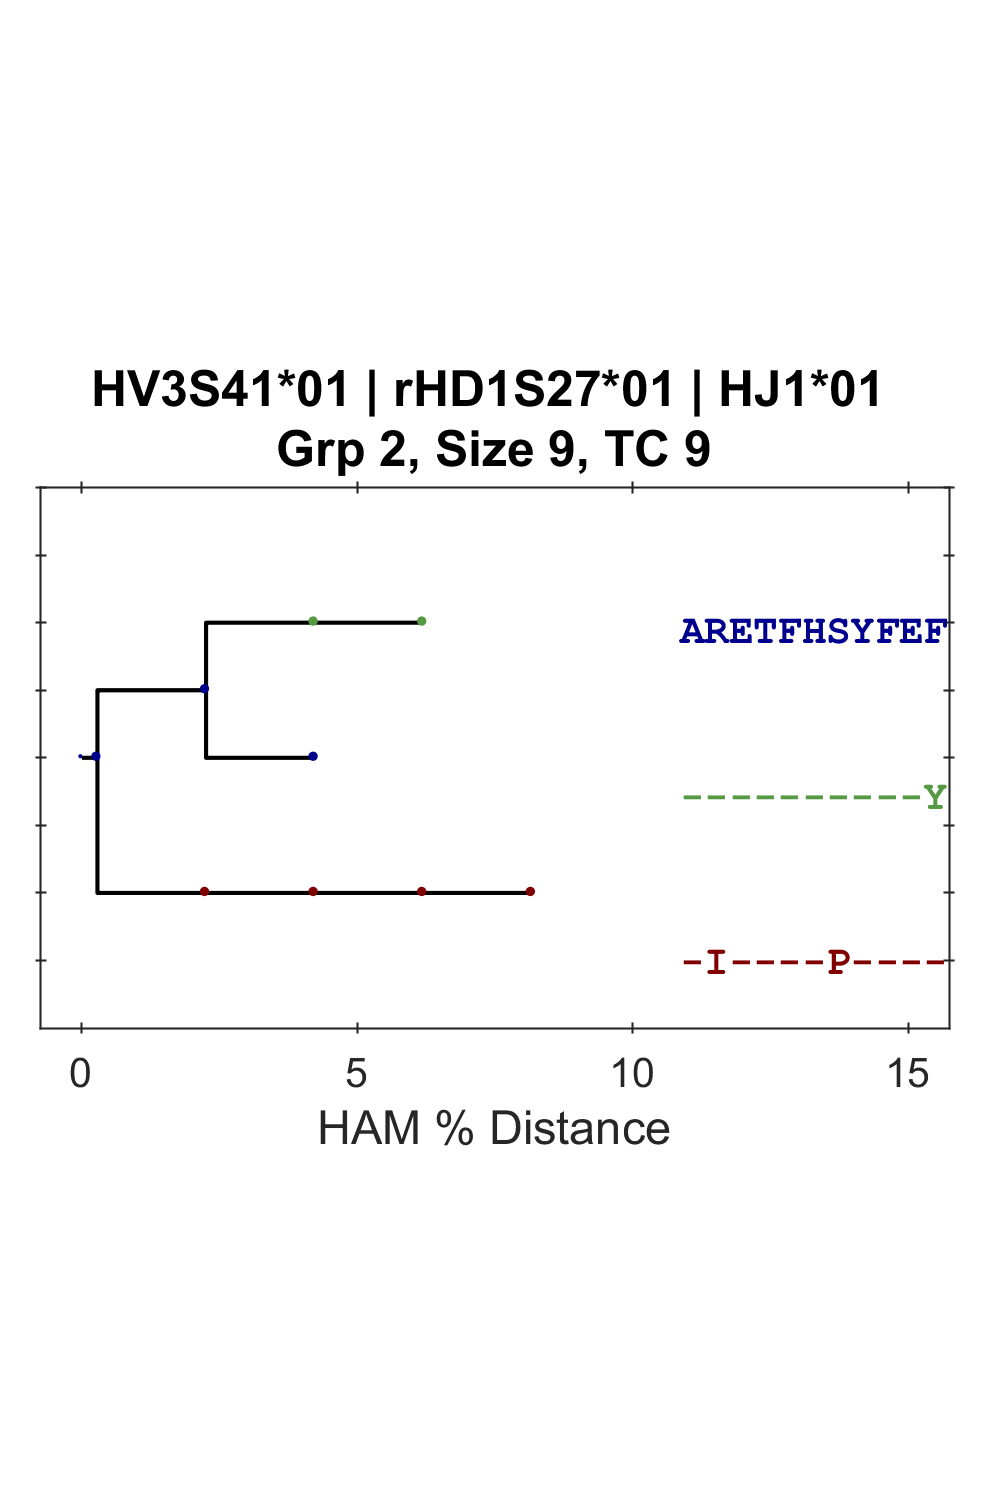 HV3S41*01 | rHD1S27*01 | HJ1*01
Grp 2, Size 9, TC 9
ARETFHSYFEF
----------Y
-I----P----
0 5 10 15
HAM % Distance